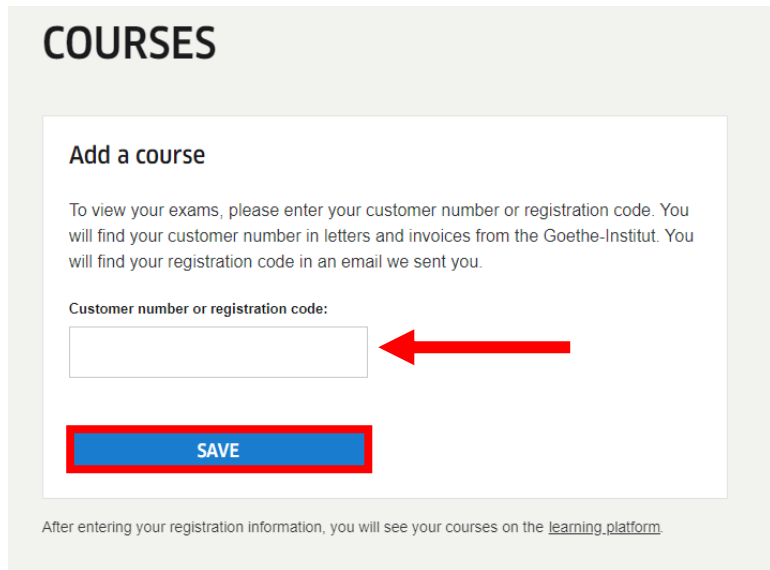 COURSES
Add a course
To view your exams, please enter your customer number or registration code. You
will find your customer number in letters and invoices from the Goethe-Institut. You
will find your registration code in an email we sent you.
Customer number or registration code:
SAVE
After entering your registration information, you will see your courses on the learning platform.